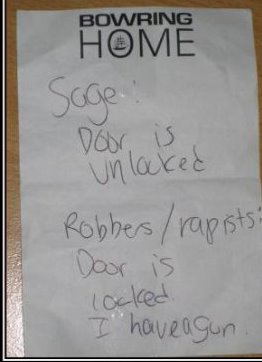 BOWRING
HOME
Sage:
Door is
unlocked
Robbers/rapists:
Door is
locked.
I have a gun.